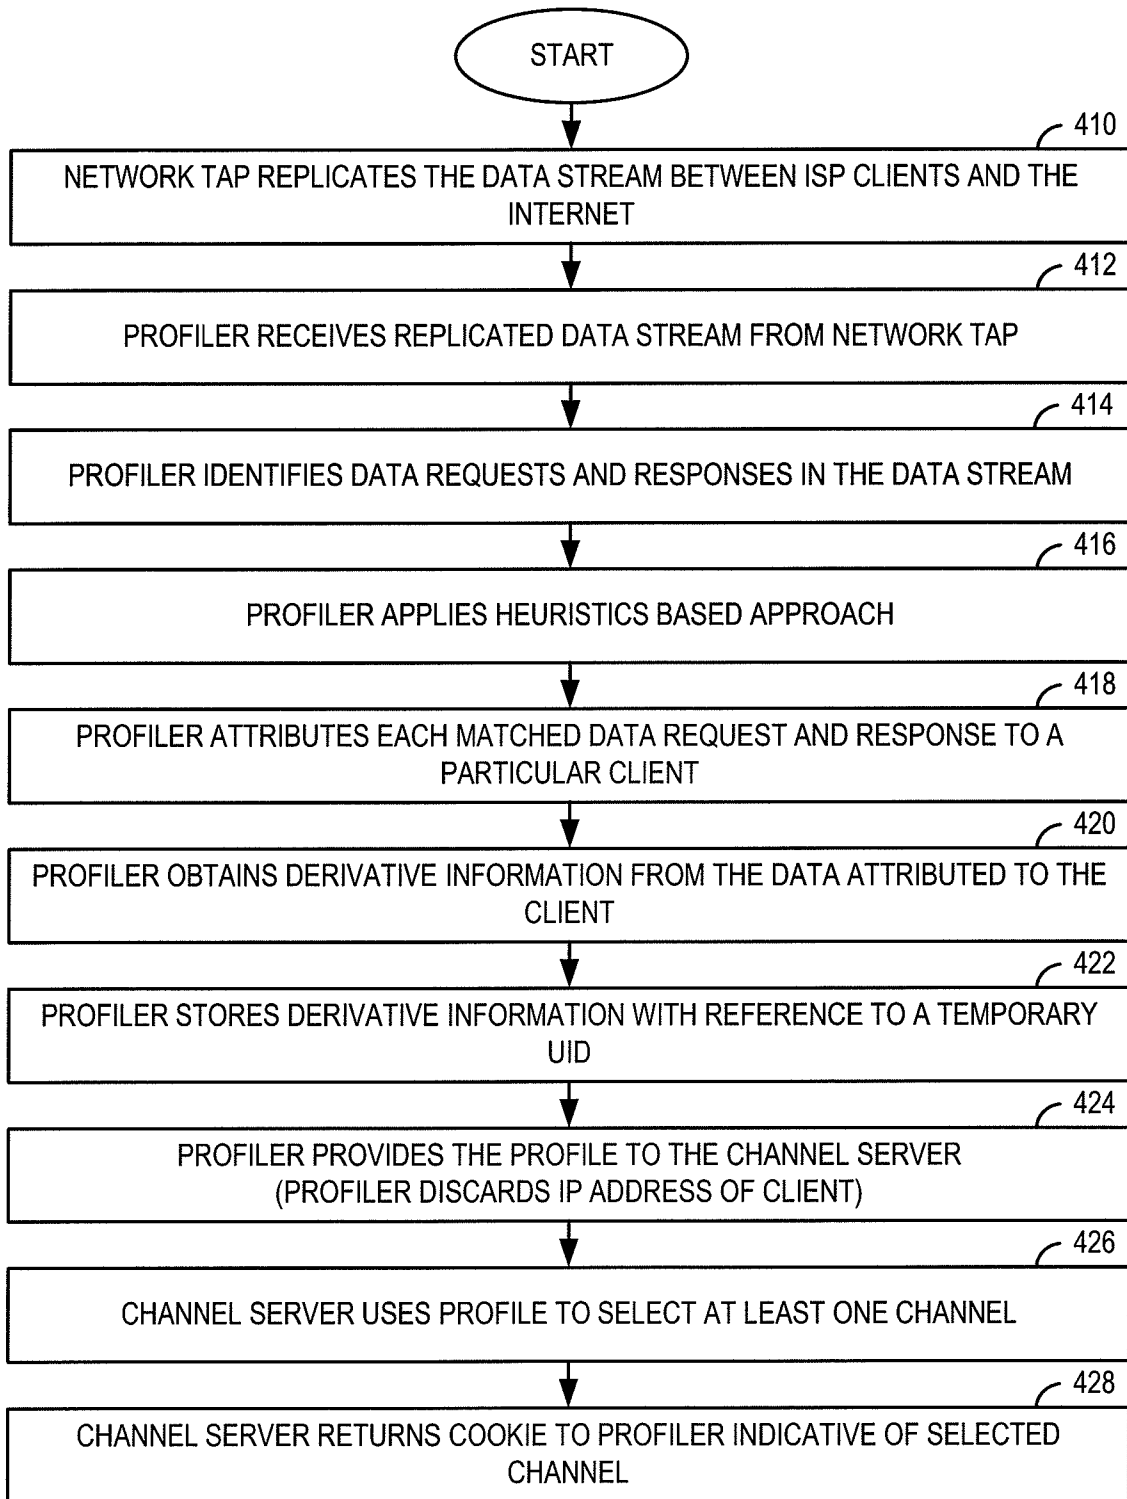 START
410
NETWORK TAP REPLICATES THE DATA STREAM BETWEEN ISP CLIENTS AND THE
INTERNET
412
PROFILER RECEIVES REPLICATED DATA STREAM FROM NETWORK TAP
414
PROFILER IDENTIFIES DATA REQUESTS AND RESPONSES IN THE DATA STREAM
416
PROFILER APPLIES HEURISTICS BASED APPROACH
418
PROFILER ATTRIBUTES EACH MATCHED DATA REQUEST AND RESPONSE TO A
PARTICULAR CLIENT
420
PROFILER OBTAINS DERIVATIVE INFORMATION FROM THE DATA ATTRIBUTED TO THE
CLIENT
422
PROFILER STORES DERIVATIVE INFORMATION WITH REFERENCE TO A TEMPORARY
UID
424
PROFILER PROVIDES THE PROFILE TO THE CHANNEL SERVER
(PROFILER DISCARDS IP ADDRESS OF CLIENT)
426
CHANNEL SERVER USES PROFILE TO SELECT AT LEAST ONE CHANNEL
428
CHANNEL SERVER RETURNS COOKIE TO PROFILER INDICATIVE OF SELECTED
CHANNEL